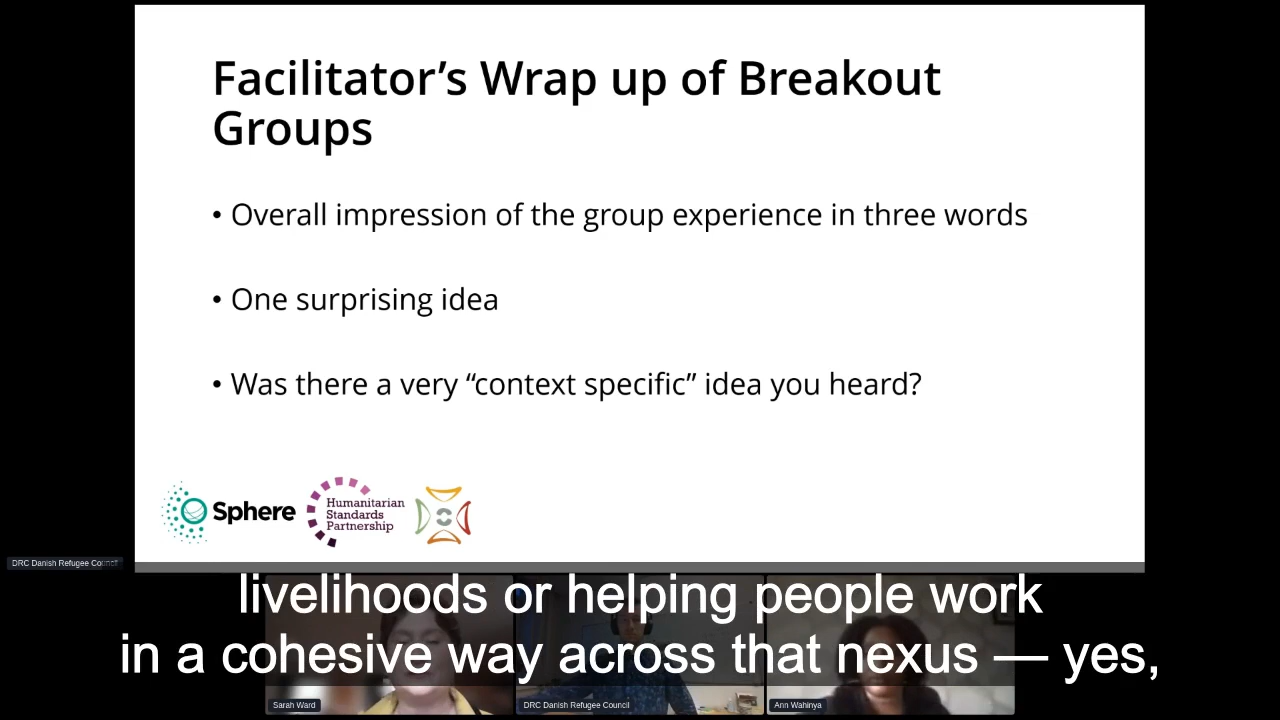 Facilitator’s Wrap up of Breakout
Groups
• Overall impression of the group experience in three words
• One surprising idea
• Was there a very “context specific” idea you heard?
Sphere
Humanitarian
Standards
Partnership
DRC Danish Refugee Council
livelihoods or helping people work
in a cohesive way across that nexus — yes,
Sarah Ward
DRC Danish Refugee Council
Ann Wahinya